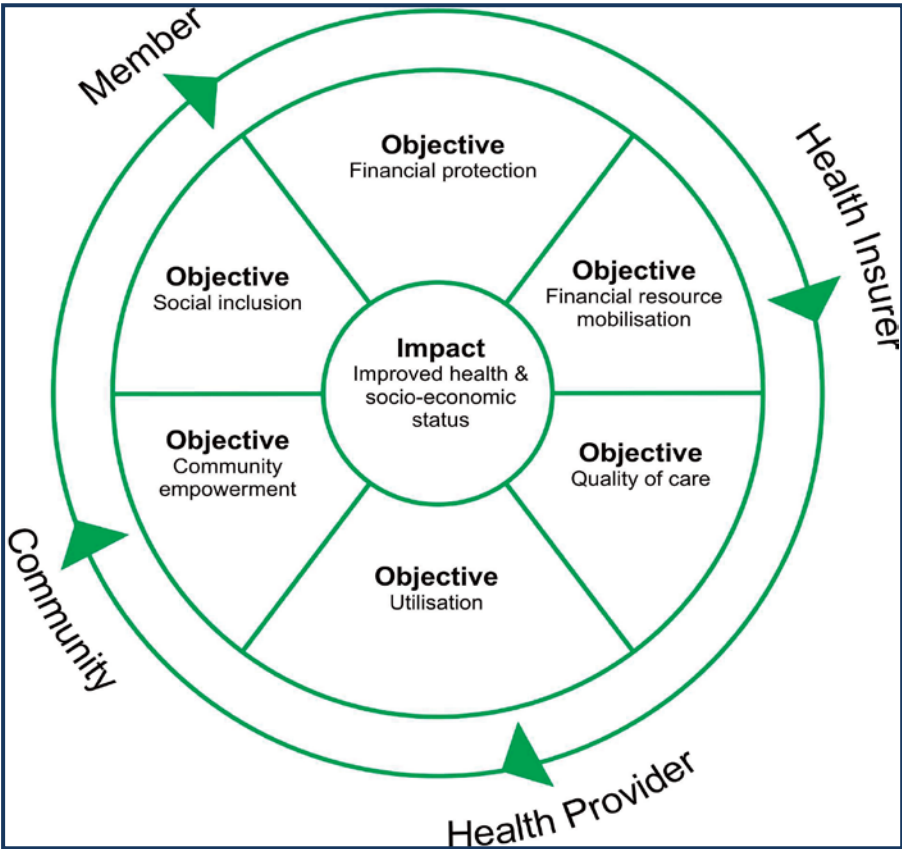 Member
Health Insurer
Objective
Financial protection
Objective
Social inclusion
Objective
Financial resource
mobilisation
Impact
Improved health &
socio-economic
status
Objective
Community
empowerment
Objective
Quality of care
Objective
Utilisation
Community
Health Provider